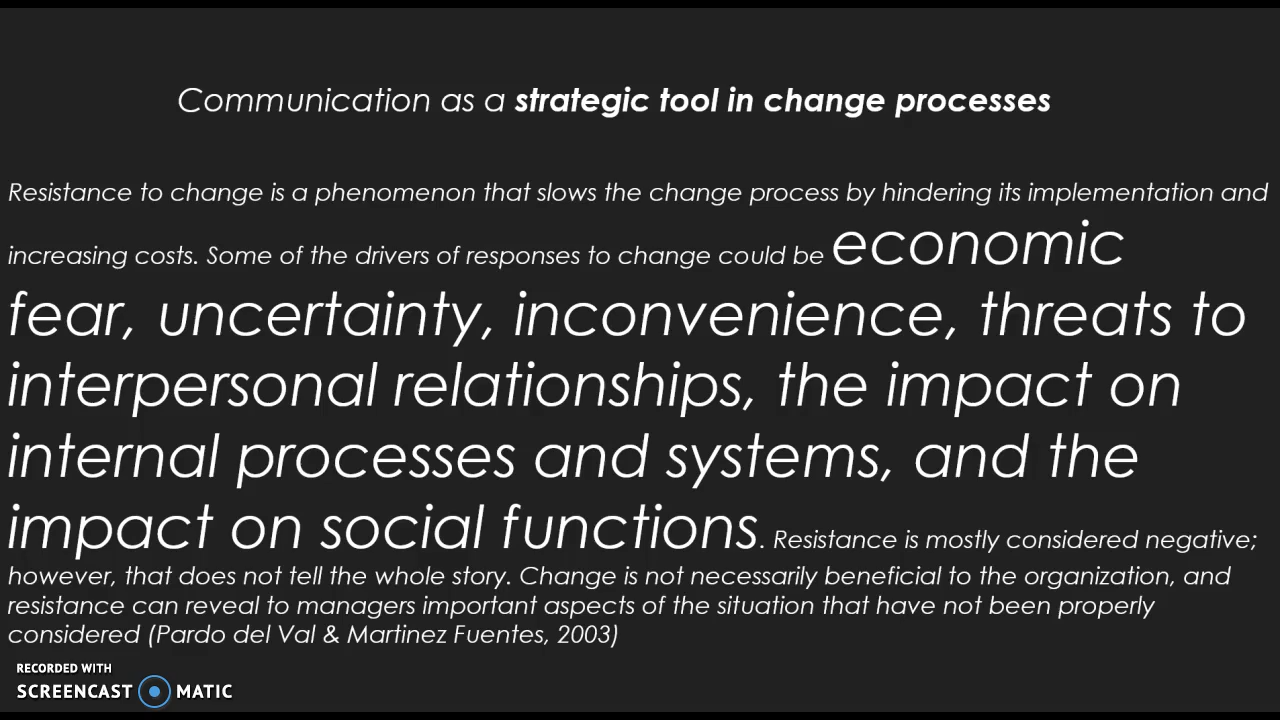 Communication as a strategic tool in change processes
Resistance to change is a phenomenon that slows the change process by hindering its implementation and
increasing costs. Some of the drivers of responses to change could be economic
fear, uncertainty, inconvenience, threats to
interpersonal relationships, the impact on
internal processes and systems, and the
impact on social functions. Resistance is mostly considered negative;
however, that does not tell the whole story. Change is not necessarily beneficial to the organization, and
resistance can reveal to managers important aspects of the situation that have not been properly
considered (Pardo del Val & Martinez Fuentes, 2003)
RECORDED WITH
SCREENCAST MATIC